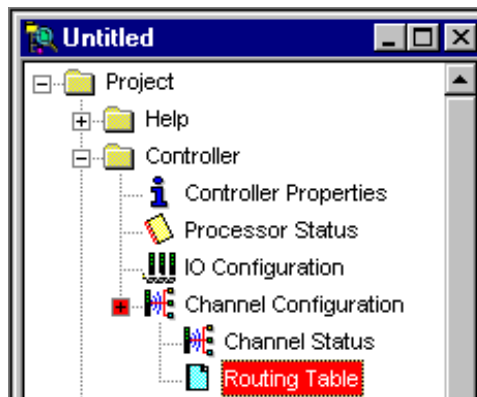 Untitled
Project
Help
Controller
Controller Properties
Processor Status
IO Configuration
Channel Configuration
Channel Status
Routing Table